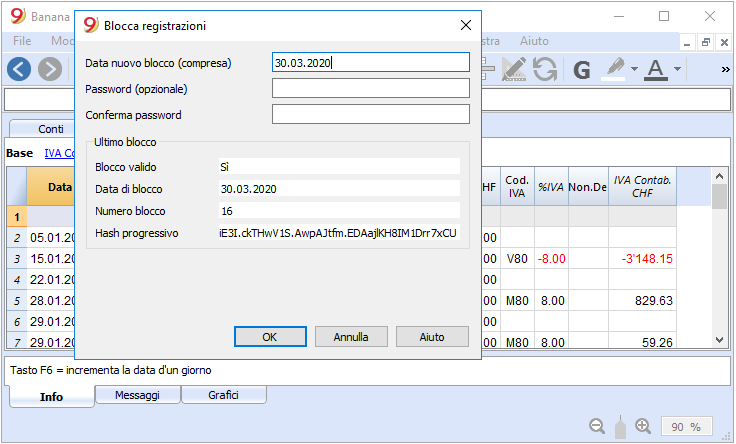 Banana
Blocca registrazioni
File
Mod
stra
Aiuto
Data nuovo blocco (compresa) 30.03.2020
Password (opzionale)
Conferma password
G A »
Conti
Ultimo blocco
Base IVA Co
Blocco valido Sì
Data di blocco 30.03.2020
Numero blocco 16
Hash progressivo iE3I.ckTHwV1S.AwpAJtfm.EDAajlKH8IM1Drr7xCU
Data HF Cod. IVA %IVA Non.De IVA Contab. CHF
1
2 05.01.20 00
3 15.01.20 00 V80 -8.00 -3'148.15
4 22.01.20 00
5 28.01.20 00 M80 8.00 829.63
6 29.01.20 00
7 29.01.20 00 M80 8.00 59.26
OK Annulla Aiuto
Tasto F6 = incrementa la data d'un giorno
Info Messaggi Grafici
90 %